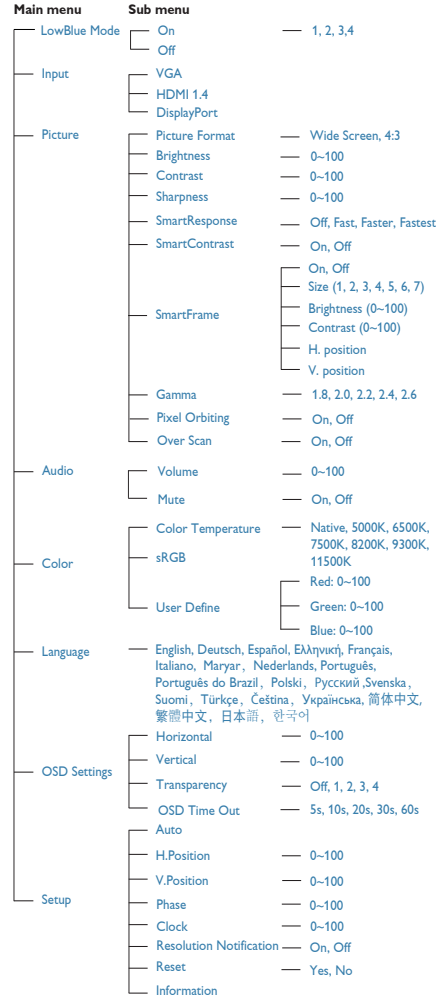 Main menu Sub menu
LowBlue Mode On 1, 2, 3,4
Off
Input VGA
HDMI 1.4
DisplayPort
Picture Picture Format Wide Screen, 4:3
Brightness 0~100
Contrast 0~100
Sharpness 0~100
SmartResponse Off, Fast, Faster, Fastest
SmartContrast On, Off
SmartFrame On, Off
Size (1, 2, 3, 4, 5, 6, 7)
Brightness (0~100)
Contrast (0~100)
H. position
V. position
Gamma 1.8, 2.0, 2.2, 2.4, 2.6
Pixel Orbiting On, Off
Over Scan On, Off
Audio Volume 0~100
Mute On, Off
Color Color Temperature Native, 5000K, 6500K,
7500K, 8200K, 9300K,
11500K
sRGB
User Define Red: 0~100
Green: 0~100
Blue: 0~100
Language English, Deutsch, Español, Ελληνική, Français,
Italiano, Maryar, Nederlands, Português,
Português do Brazil, Polski, Русский ,Svenska,
Suomi, Türkçe, Čeština, Українська, 简体中文,
繁體中文, 日本語, 한국어
OSD Settings Horizontal 0~100
Vertical 0~100
Transparency Off, 1, 2, 3, 4
OSD Time Out 5s, 10s, 20s, 30s, 60s
Setup Auto
H.Position 0~100
V.Position 0~100
Phase 0~100
Clock 0~100
Resolution Notification On, Off
Reset Yes, No
Information